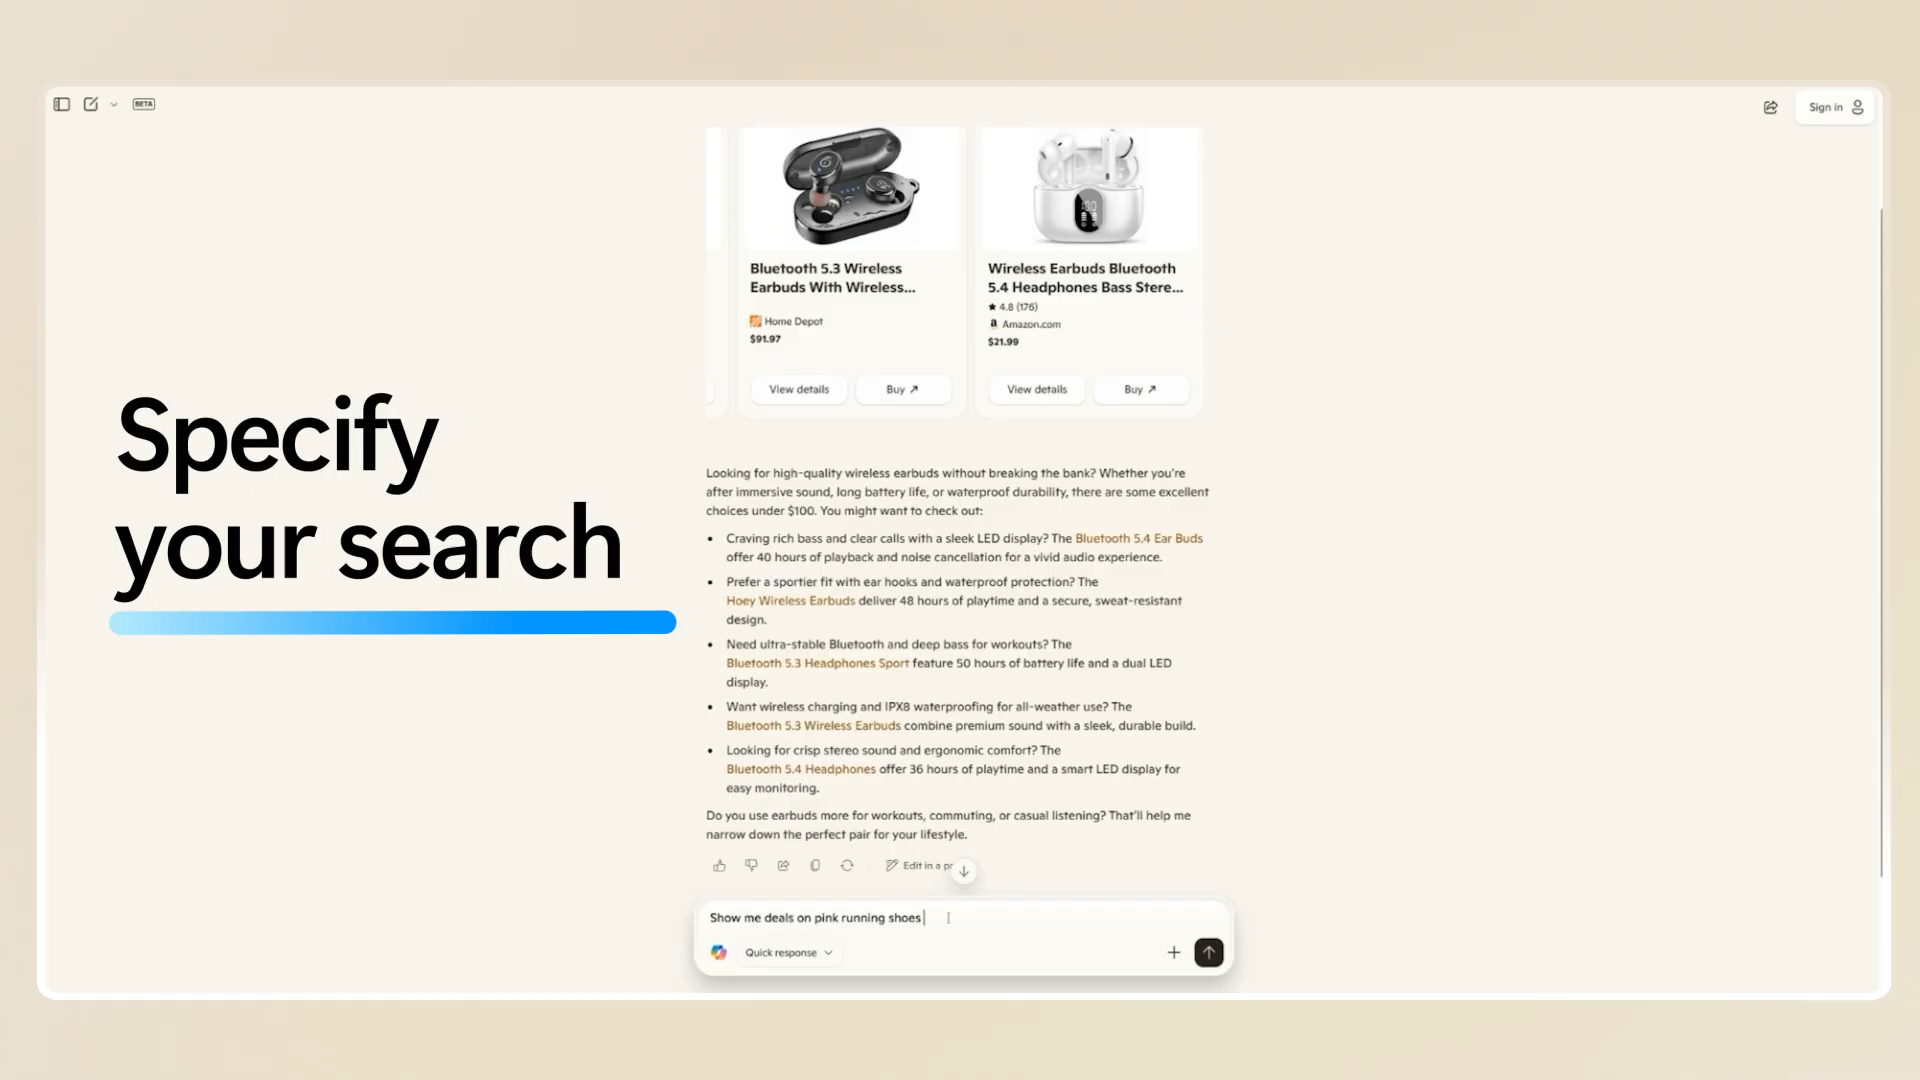 BETA
Sign in
Specify
your search
Bluetooth 5.3 Wireless
Earbuds With Wireless...
Home Depot
$91.97
View details
Buy
Wireless Earbuds Bluetooth
5.4 Headphones Bass Stere...
4.8 (176)
Amazon.com
$21.99
View details
Buy
Looking for high-quality wireless earbuds without breaking the bank? Whether you're
after immersive sound, long battery life, or waterproof durability, there are some excellent
choices under $100. You might want to check out:
• Craving rich bass and clear calls with a sleek LED display? The Bluetooth 5.4 Ear Buds
offer 40 hours of playback and noise cancellation for a vivid audio experience.
• Prefer a sportier fit with ear hooks and waterproof protection? The
Hoey Wireless Earbuds deliver 48 hours of playtime and a secure, sweat-resistant
design.
• Need ultra-stable Bluetooth and deep bass for workouts? The
Bluetooth 5.3 Headphones Sport feature 50 hours of battery life and a dual LED
display.
• Want wireless charging and IPX8 waterproofing for all-weather use? The
Bluetooth 5.3 Wireless Earbuds combine premium sound with a sleek, durable build.
• Looking for crisp stereo sound and ergonomic comfort? The
Bluetooth 5.4 Headphones offer 36 hours of playtime and a smart LED display for
easy monitoring.
Do you use earbuds more for workouts, commuting, or casual listening? That'll help me
narrow down the perfect pair for your lifestyle.
Edit in a
Show me deals on pink running shoes
Quick response